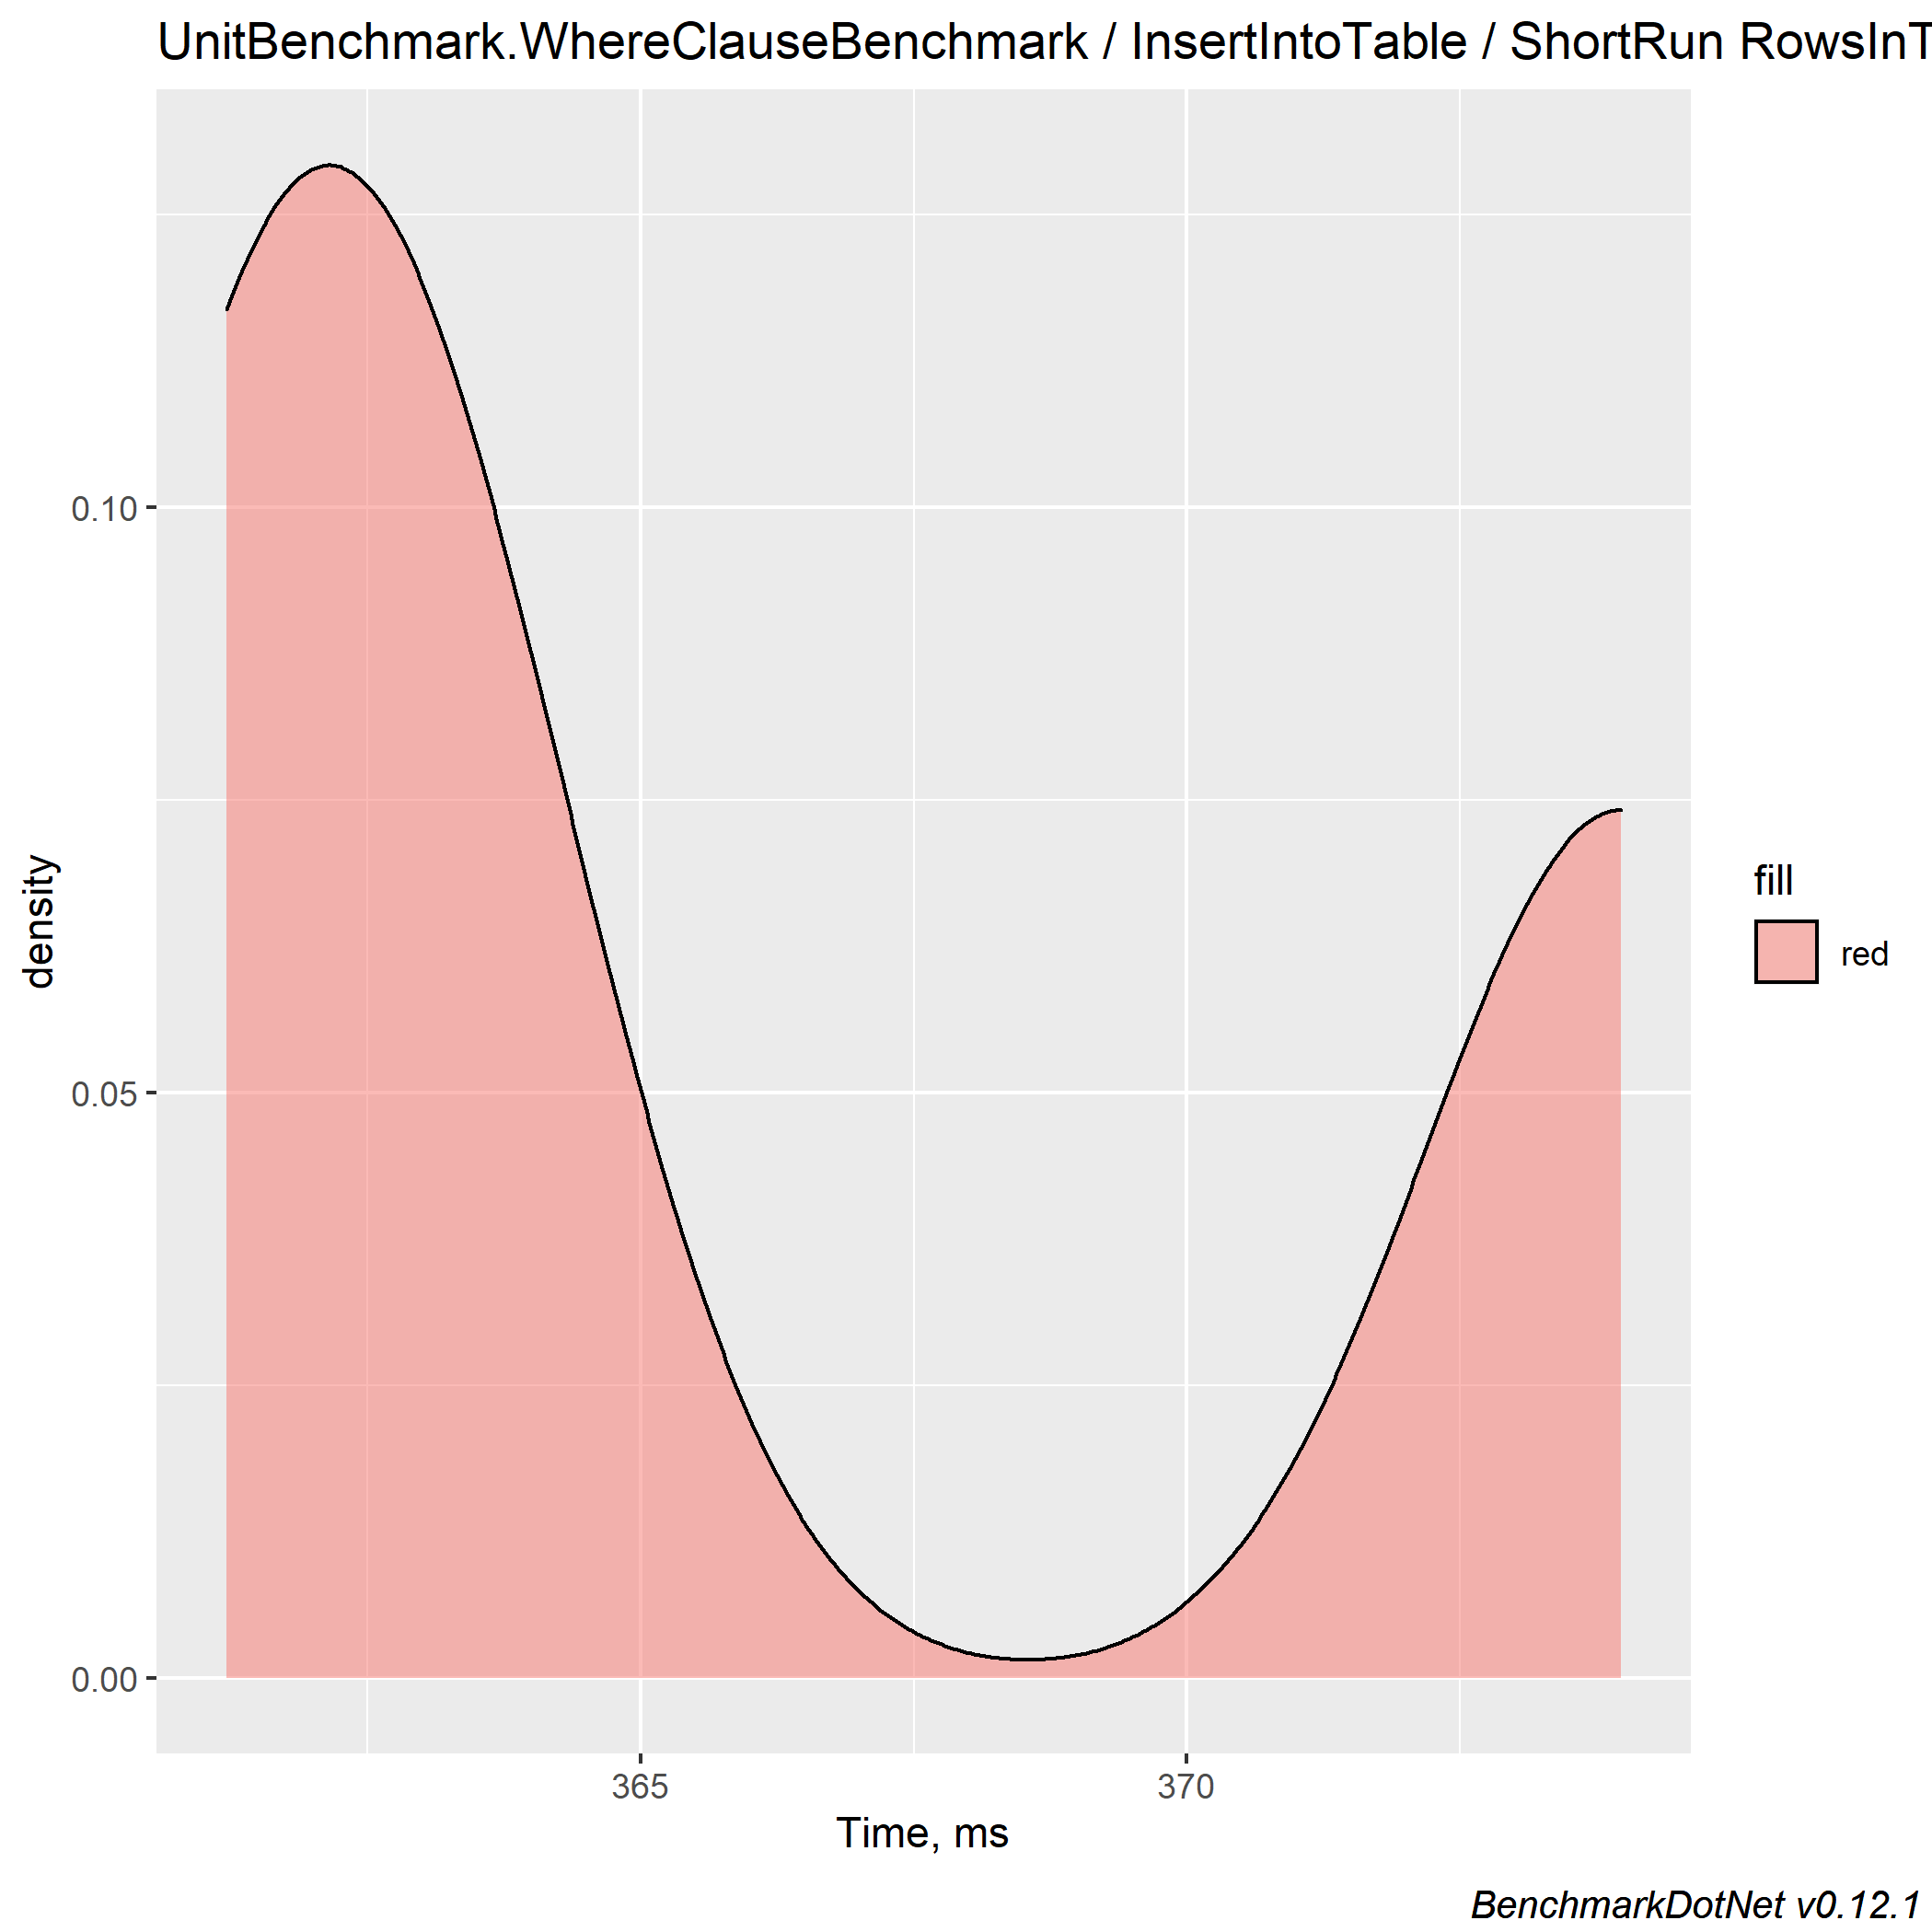 UnitBenchmark.WhereClauseBenchmark / InsertIntoTable / ShortRun RowsInT
0.10
0.05
0.00
density
365 370
Time, ms
fill
red
BenchmarkDotNet v0.12.1